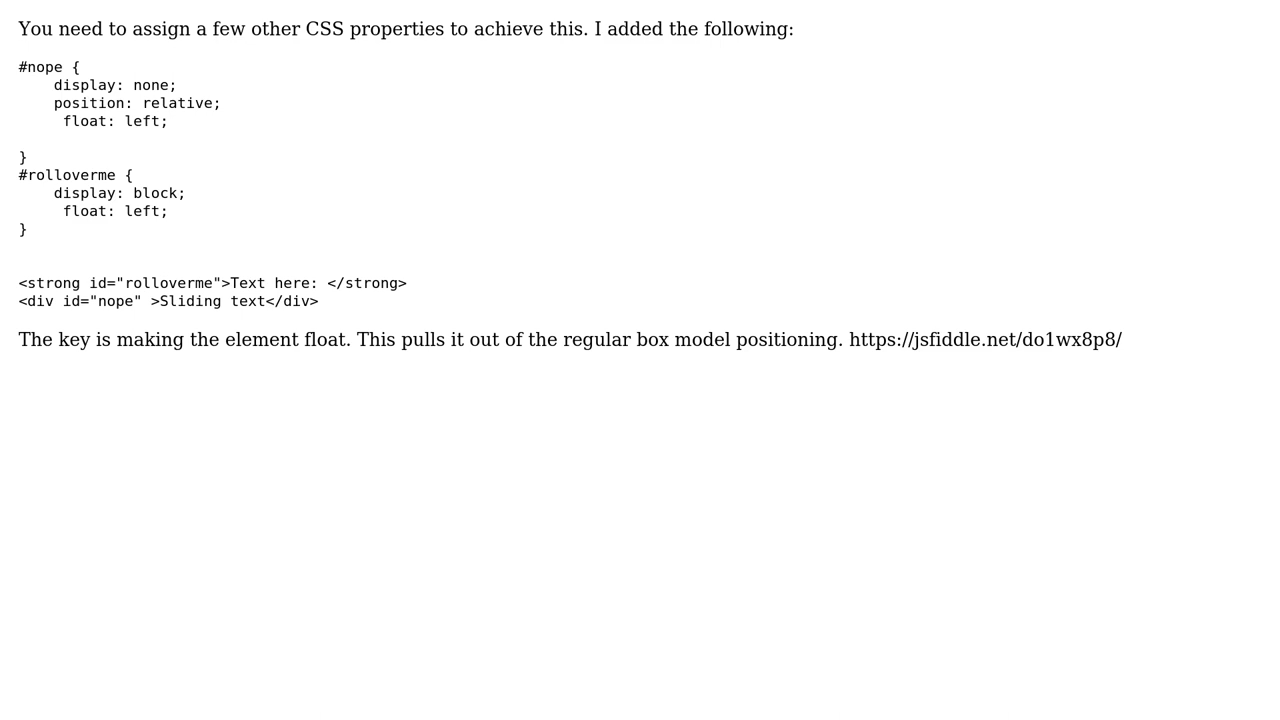 You need to assign a few other CSS properties to achieve this. I added the following:
#nope {
    display: none;
    position: relative;
     float: left;

}
#rolloverme {
    display: block;
     float: left;
}


<strong id="rolloverme">Text here: </strong>
<div id="nope" >Sliding text</div>
The key is making the element float. This pulls it out of the regular box model positioning. https://jsfiddle.net/do1wx8p8/